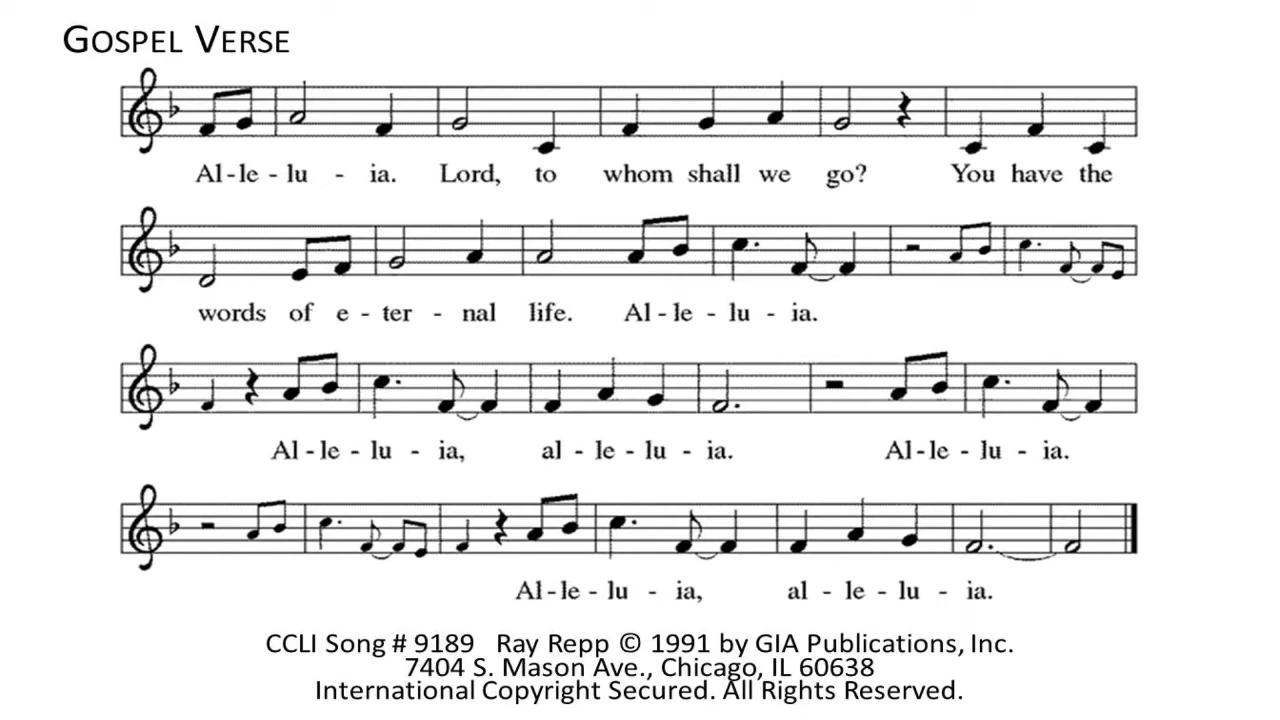 GOSPEL VERSE
Al-le - lu - ia. Lord, to whom shall we go? You have the
words of e - ter - nal life. Al-le - lu - ia.
Al-le - lu - ia, al - le - lu - ia. Al-le - lu - ia.
Al-le - lu - ia, al - le - lu - ia.
CCLI Song # 9189 Ray Repp © 1991 by GIA Publications, Inc.
7404 S. Mason Ave., Chicago, IL 60638
International Copyright Secured. All Rights Reserved.